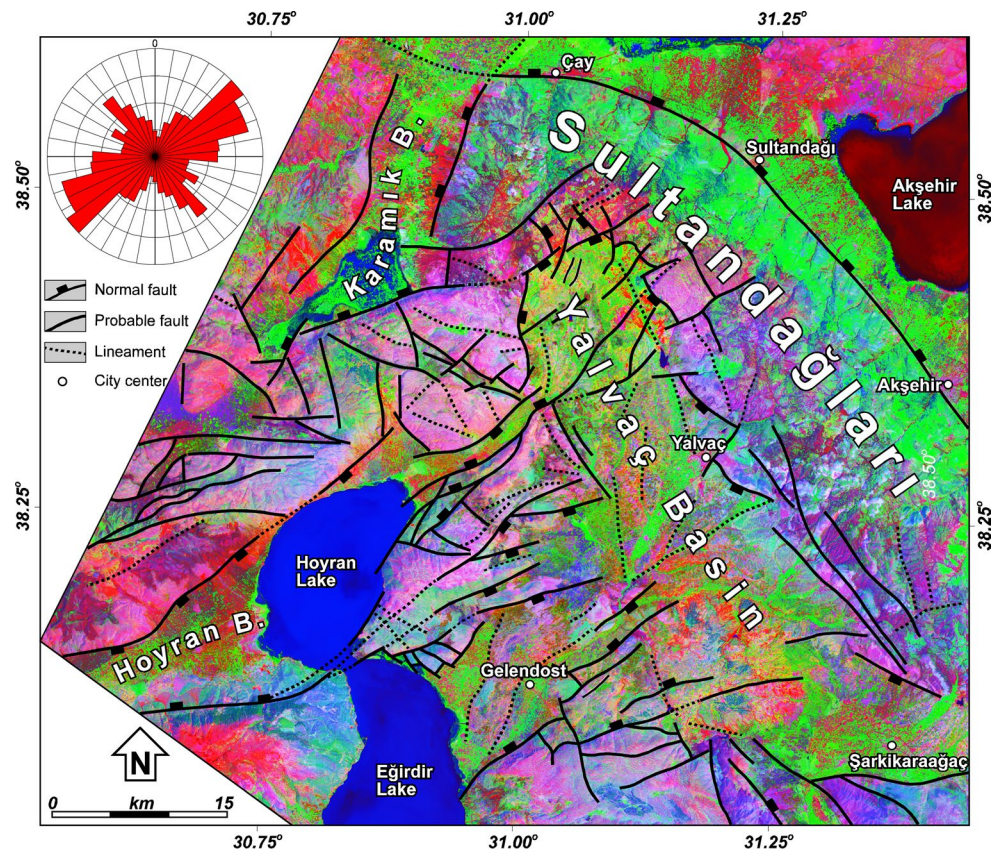 30.75°
31.00°
31.25°
0
Çay
Sultandağı
Akşehir
Lake
Sultandağları
38.50°
38.50°
Karamık B.
Normal fault
Probable fault
Lineament
City center
Yalvaç Basin
Akşehir
Yalvaç
38.50°
38.25°
38.25°
Hoyran
Lake
Hoyran B.
Gelendost
Şarkikaraağaç
Eğirdir
Lake
N
0 km 15
30.75°
31.00°
31.25°